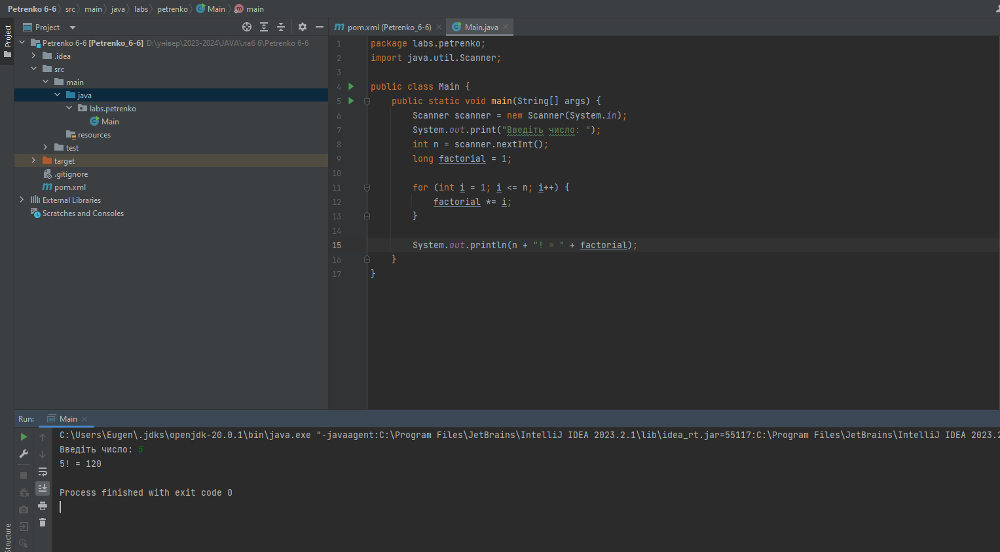 Petrenko 6-6 〉 src 〉 main 〉 java 〉 labs 〉 petrenko 〉 Main 〉 main
Project
Project
Petrenko 6-6 [Petrenko_6-6] D:\універ\2023-2024\JAVA\лаб 6\Petrenko 6-6
.idea
src
main
java
labs.petrenko
Main
resources
test
target
.gitignore
pom.xml
External Libraries
Scratches and Consoles
pom.xml (Petrenko_6-6)
Main.java
1 package labs.petrenko;
2 import java.util.Scanner;
3
4 public class Main {
5 public static void main(String[] args) {
6 Scanner scanner = new Scanner(System.in);
7 System.out.print("Введіть число: ");
8 int n = scanner.nextInt();
9 long factorial = 1;
10
11 for (int i = 1; i <= n; i++) {
12 factorial *= i;
13 }
14
15 System.out.println(n + "! = " + factorial);
16 }
17 }
Run: Main
C:\Users\Eugen\.jdks\openjdk-20.0.1\bin\java.exe "-javaagent:C:\Program Files\JetBrains\IntelliJ IDEA 2023.2.1\lib\idea_rt.jar=55117:C:\Program Files\JetBrains\IntelliJ IDEA 2023.2
Введіть число: 5
5! = 120
Process finished with exit code 0
Structure